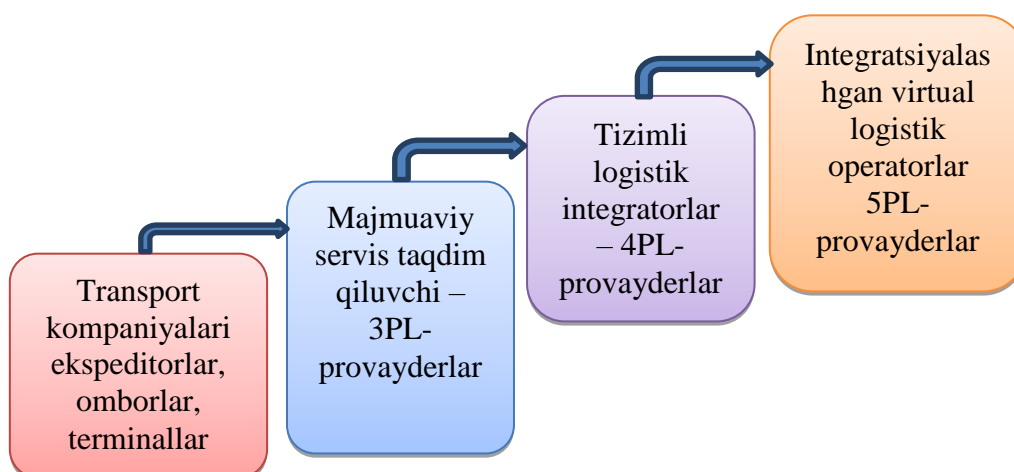 Transport
kompaniyalari
ekspeditorlar,
omborlar,
terminallar
Majmuaviy
servis taqdim
qiluvchi –
3PL-
provayderlar
Tizimli
logistik
integratorlar
– 4PL-
provayderlar
Integratsiyalas
hgan virtual
logistik
operatorlar
5PL-
provayderlar